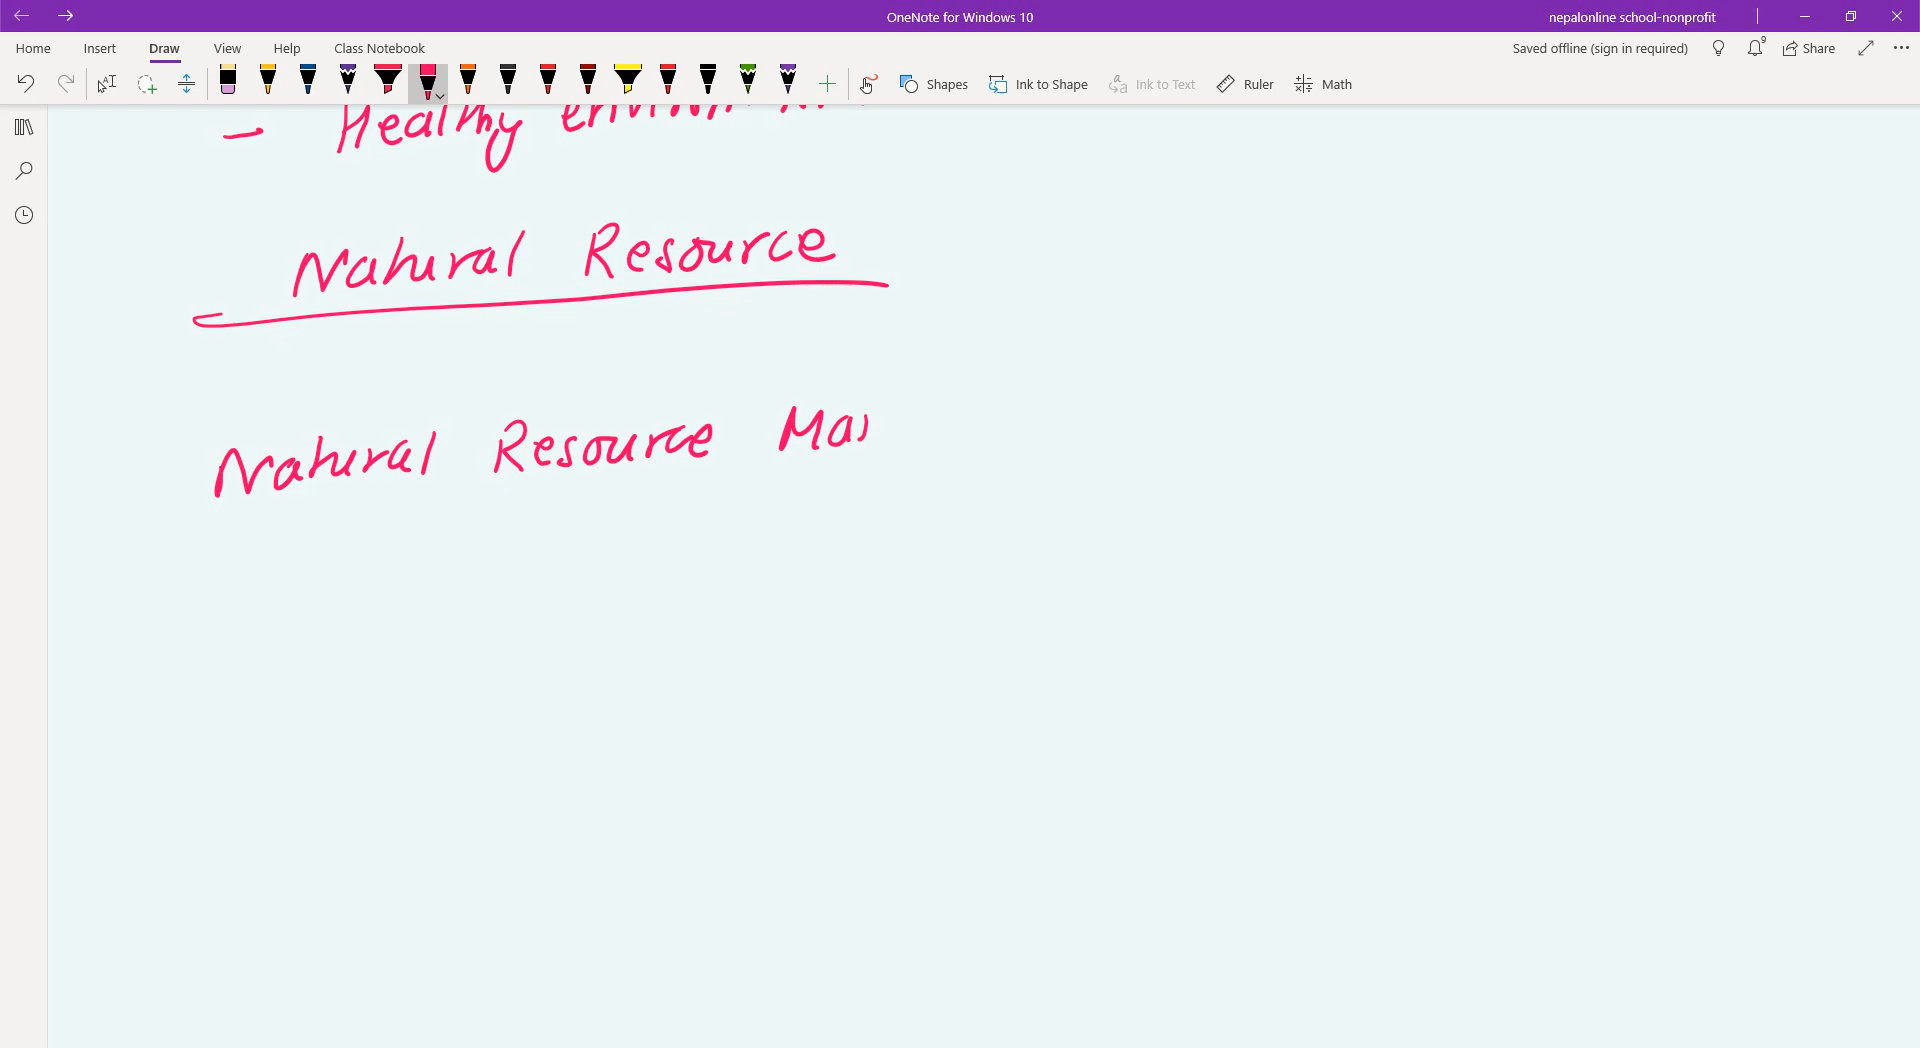 OneNote for Windows 10
nepalonline school-nonprofit
Home Insert Draw View Help Class Notebook
Saved offline (sign in required)
9
Share
Shapes Ink to Shape Ink to Text Ruler Math
- Healthy
Natural Resource
Natural Resource